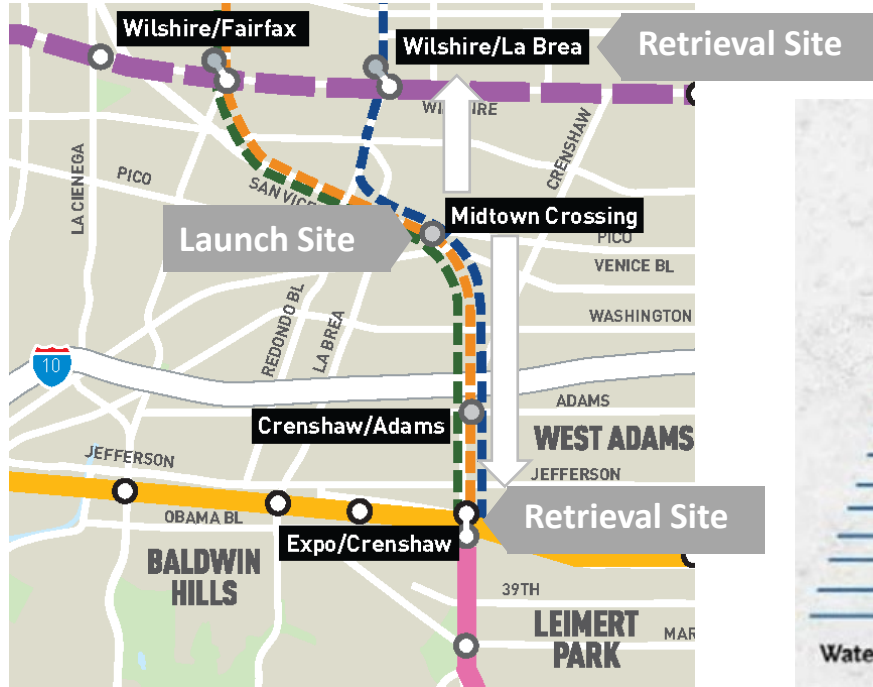 Wilshire/Fairfax
Wilshire/La Brea
Retrieval Site
LA CIENEGA
PICO
SAN VICE
CRENSHAW
Midtown Crossing
Launch Site
PICO
VENICE BL
REDONDO BL
LA BREA
WASHINGTON
10
ADAMS
Crenshaw/Adams
WEST ADAMS
JEFFERSON
JEFFERSON
OBAMA BL
Retrieval Site
Expo/Crenshaw
BALDWIN
HILLS
39TH
LEIMERT
PARK
MAR
Wate